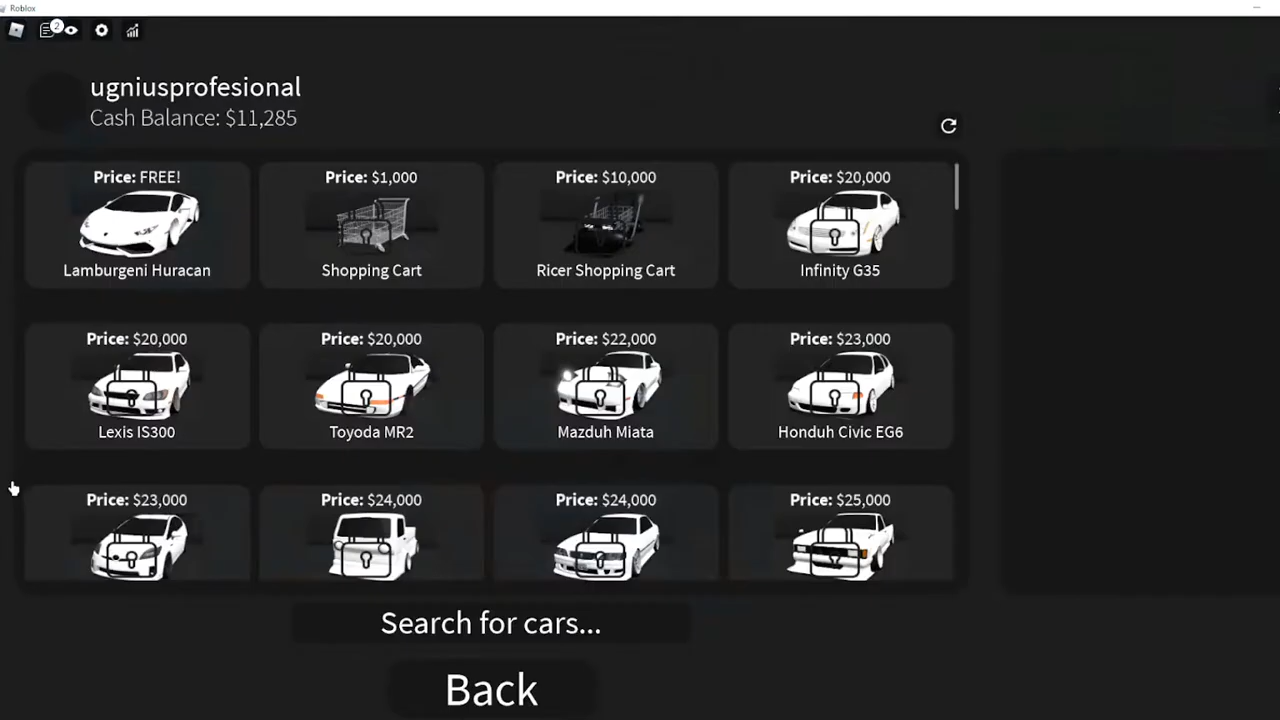 Roblox
2
ugniusprofesional
Cash Balance: $11,285
Price: FREE!
Lamburgeni Huracan
Price: $1,000
Shopping Cart
Price: $10,000
Ricer Shopping Cart
Price: $20,000
Infinity G35
Price: $20,000
Lexis IS300
Price: $20,000
Toyoda MR2
Price: $22,000
Mazduh Miata
Price: $23,000
Honduh Civic EG6
Price: $23,000
Price: $24,000
Price: $24,000
Price: $25,000
Search for cars...
Back